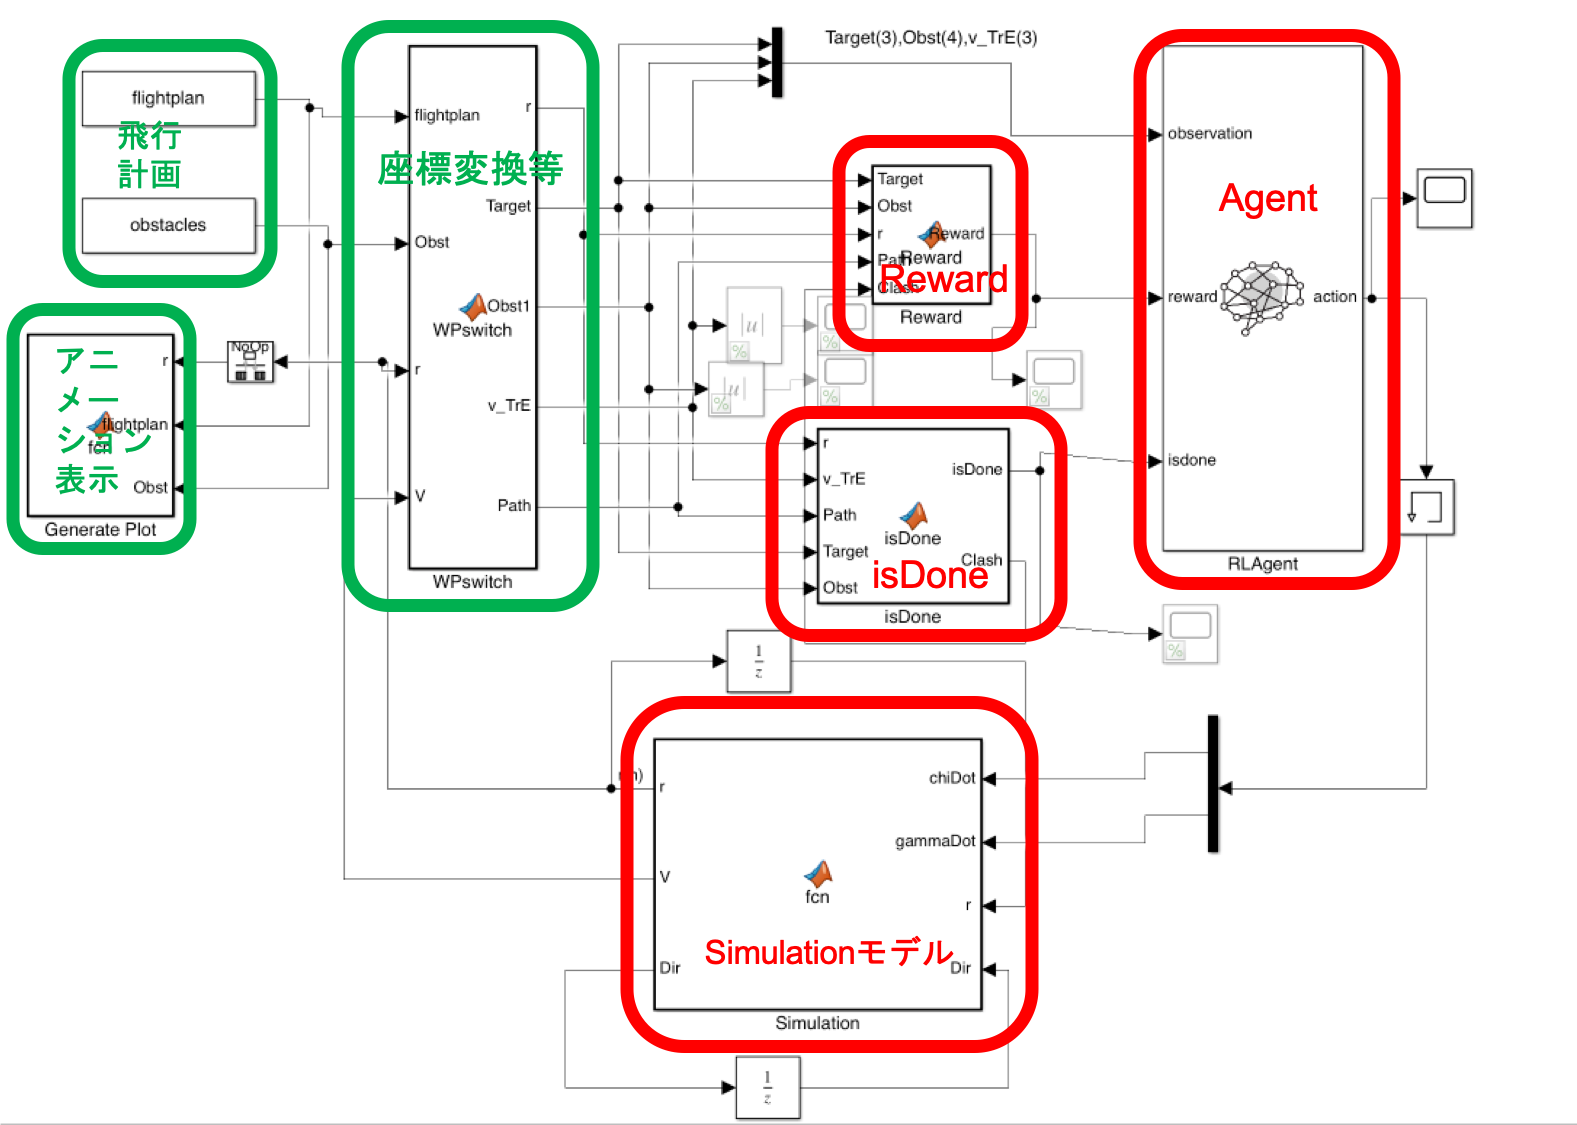 flightplan
飛行
計画
obstacles
r
flightplan
Obst
アニ
メー
ション
表示
fcn
Generate Plot
NoOp
flightplan
Obst
r
V
座標変換等
WPswitch
r
Target
Obst1
v_TrE
Path
WPswitch
Target(3),Obst(4),v_TrE(3)
|u|
%
%
|u|
%
%
Target
Obst
r
Path
Clash
Reward
Reward
Reward
Reward
%
r
v_TrE
Path
Target
Obst
isDone
Clash
isDone
isDone
isDone
observation
reward
isdone
Agent
action
RLAgent
%
1
z
r
V
Dir
chiDot
gammaDot
r
Dir
fcn
Simulationモデル
Simulation
1
z